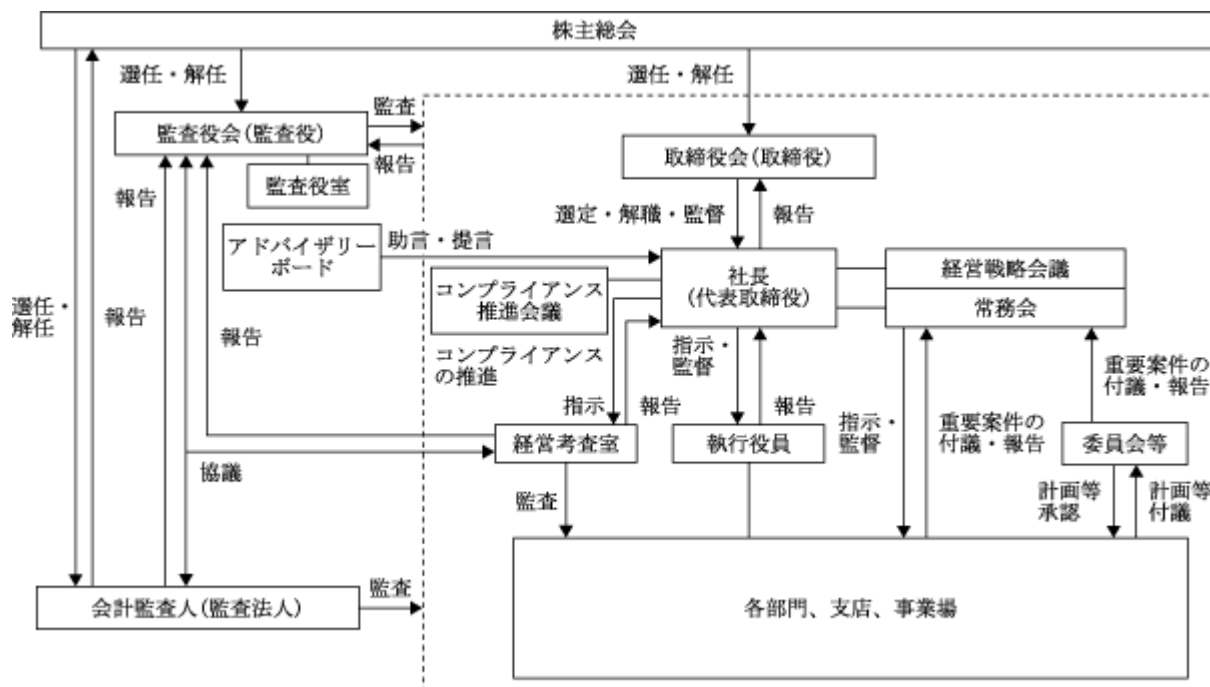 株主総会
選任・解任
選任・解任
監査
監査役会(監査役)
報告
取締役会(取締役)
監査役室
報告
選定・解職・監督
報告
アドバイザリー
ボード
助言・提言
社長
(代表取締役)
経営戦略会議
常務会
コンプライアンス
推進会議
選任・
解任
報告
報告
コンプライアンス
の推進
指示・
監督
重要案件の
付議・報告
指示
報告
報告
指示・
監督
重要案件の
付議・報告
経営考査室
執行役員
委員会等
協議
監査
計画等
承認
計画等
付議
会計監査人(監査法人)
監査
各部門、支店、事業場